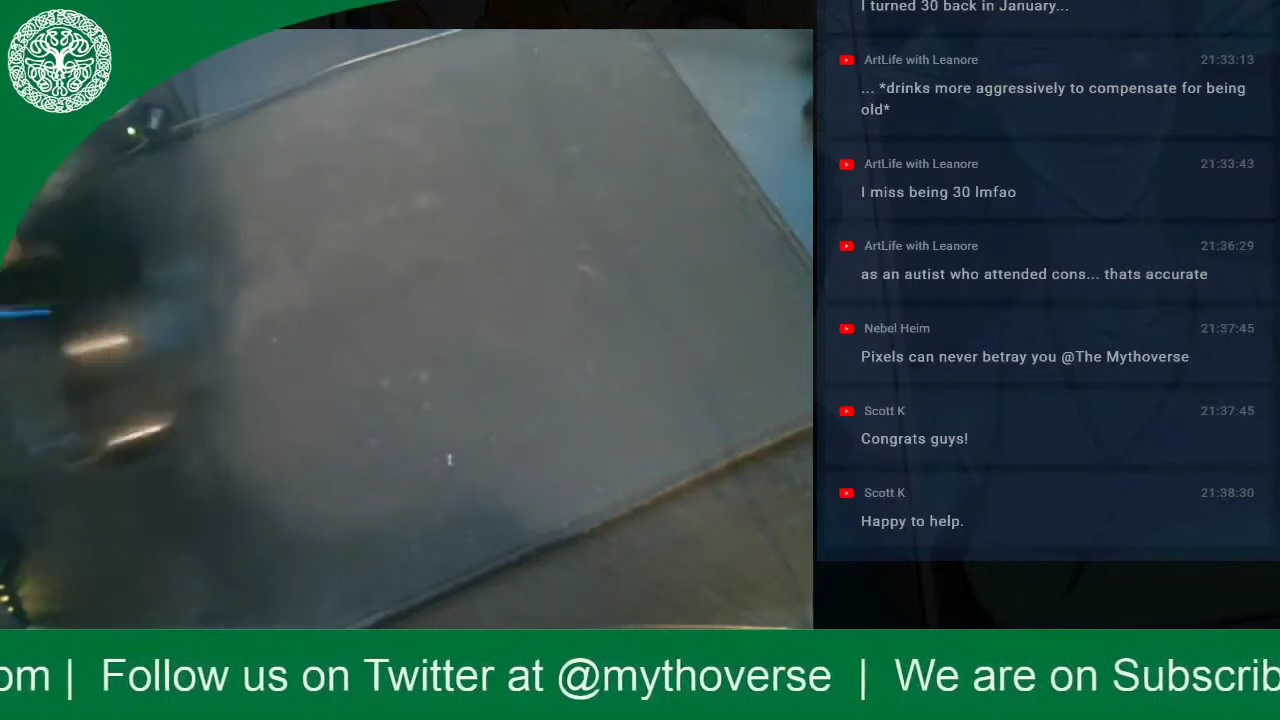 I turned 30 back in January...
ArtLife with Leanore 21:33:13
... *drinks more aggressively to compensate for being
old*
ArtLife with Leanore 21:33:43
I miss being 30 lmfao
ArtLife with Leanore 21:36:29
as an autist who attended cons... thats accurate
Nebel Heim 21:37:45
Pixels can never betray you @The Mythoverse
Scott K 21:37:45
Congrats guys!
Scott K 21:38:30
Happy to help.
om | Follow us on Twitter at @mythoverse | We are on Subscrib